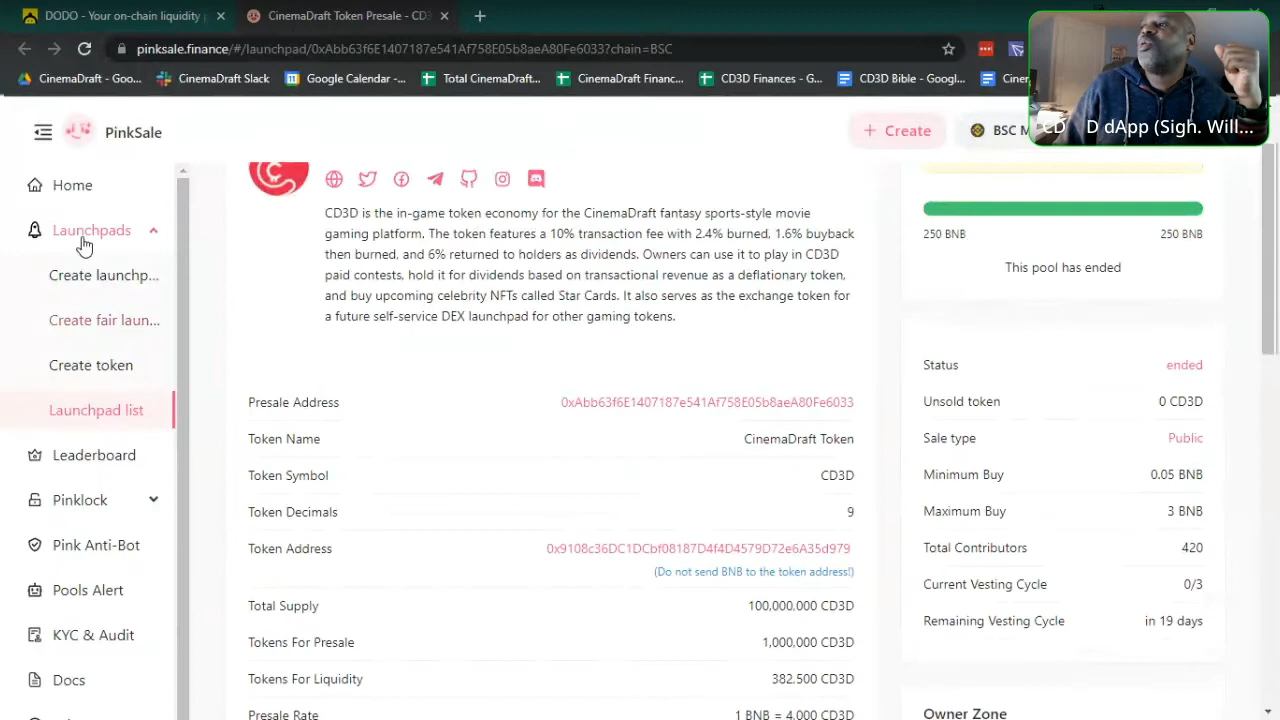 DODO - Your on-chain liquidity
CinemaDraft Token Presale - CD3
pinksale.finance/#/launchpad/0xAbb63f6E1407187e541Af758E05b8aeA80Fe6033?chain=BSC
CinemaDraft - Goo...
CinemaDraft Slack
Google Calendar -...
Total CinemaDraft...
CinemaDraft Financ...
CD3D Finances - G...
CD3D Bible - Googl...
Cine
CD
D dApp (Sigh. Will...
PinkSale
+ Create
BSC M
Home
Launchpads
Create launchp...
Create fair laun...
Create token
Launchpad list
Leaderboard
Pinklock
Pink Anti-Bot
Pools Alert
KYC & Audit
Docs
CD3D is the in-game token economy for the CinemaDraft fantasy sports-style movie
gaming platform. The token features a 10% transaction fee with 2.4% burned, 1.6% buyback
then burned, and 6% returned to holders as dividends. Owners can use it to play in CD3D
paid contests, hold it for dividends based on transactional revenue as a deflationary token,
and buy upcoming celebrity NFTs called Star Cards. It also serves as the exchange token for
a future self-service DEX launchpad for other gaming tokens.
Presale Address 0xAbb63f6E1407187e541Af758E05b8aeA80Fe6033
Token Name CinemaDraft Token
Token Symbol CD3D
Token Decimals 9
Token Address 0x9108c36DC1DCbf08187D4f4D4579D72e6A35d979
(Do not send BNB to the token address!)
Total Supply 100,000,000 CD3D
Tokens For Presale 1,000,000 CD3D
Tokens For Liquidity 382,500 CD3D
Presale Rate 1 BNB = 4,000 CD3D
250 BNB 250 BNB
This pool has ended
Status ended
Unsold token 0 CD3D
Sale type Public
Minimum Buy 0.05 BNB
Maximum Buy 3 BNB
Total Contributors 420
Current Vesting Cycle 0/3
Remaining Vesting Cycle in 19 days
Owner Zone